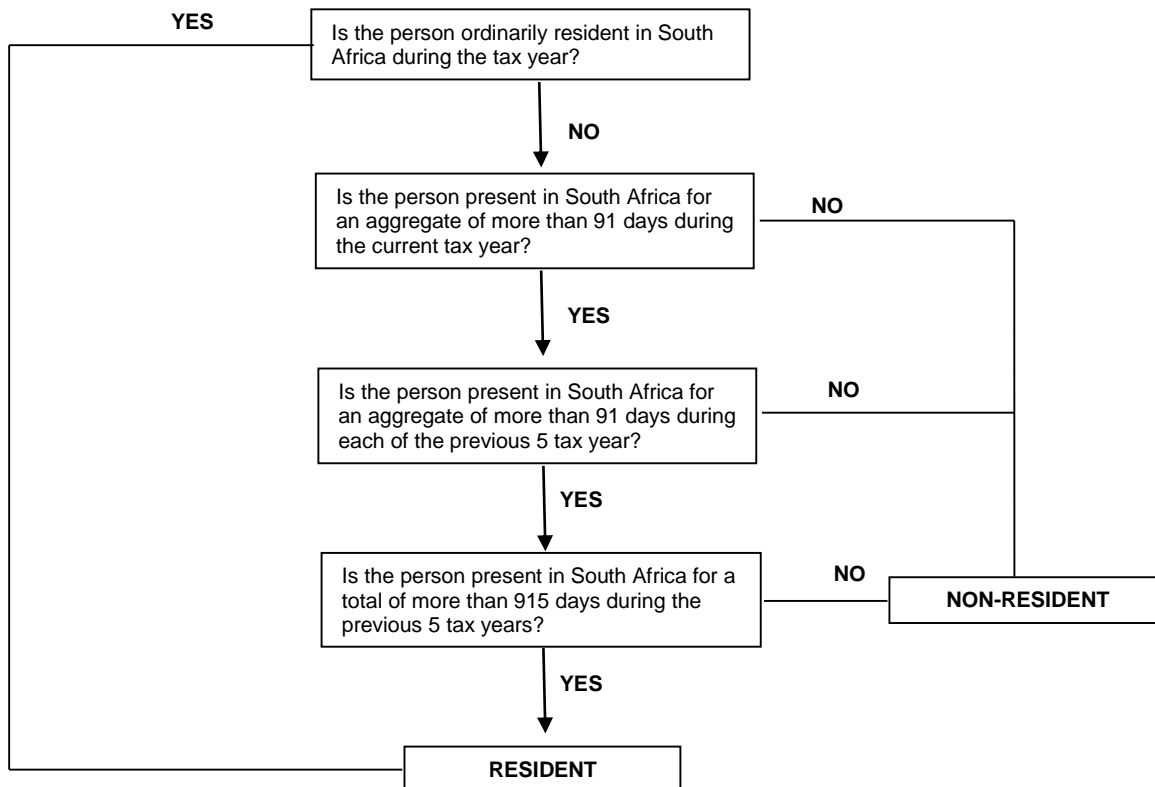 YES
Is the person ordinarily resident in South
Africa during the tax year?
NO
Is the person present in South Africa for
an aggregate of more than 91 days during
the current tax year?
NO
YES
Is the person present in South Africa for
an aggregate of more than 91 days during
each of the previous 5 tax year?
NO
YES
Is the person present in South Africa for a
total of more than 915 days during the
previous 5 tax years?
NO
NON-RESIDENT
YES
RESIDENT